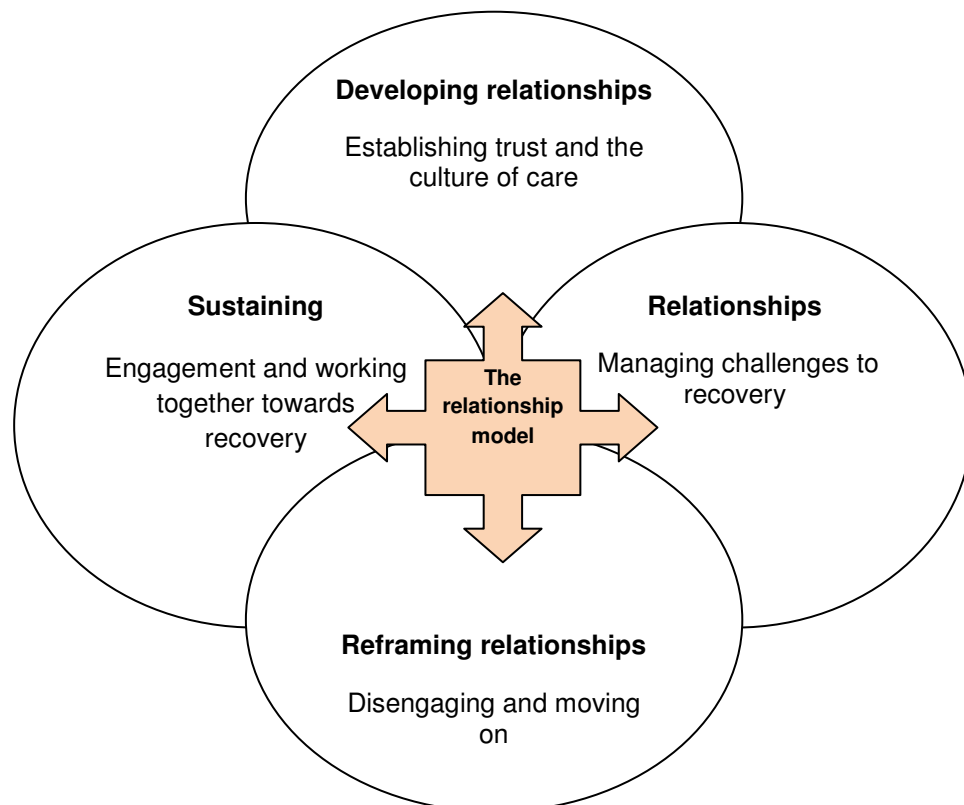 Developing relationships
Establishing trust and the
culture of care
Sustaining
Engagement and working
together towards
recovery
The
relationship
model
Relationships
Managing challenges to
recovery
Reframing relationships
Disengaging and moving
on